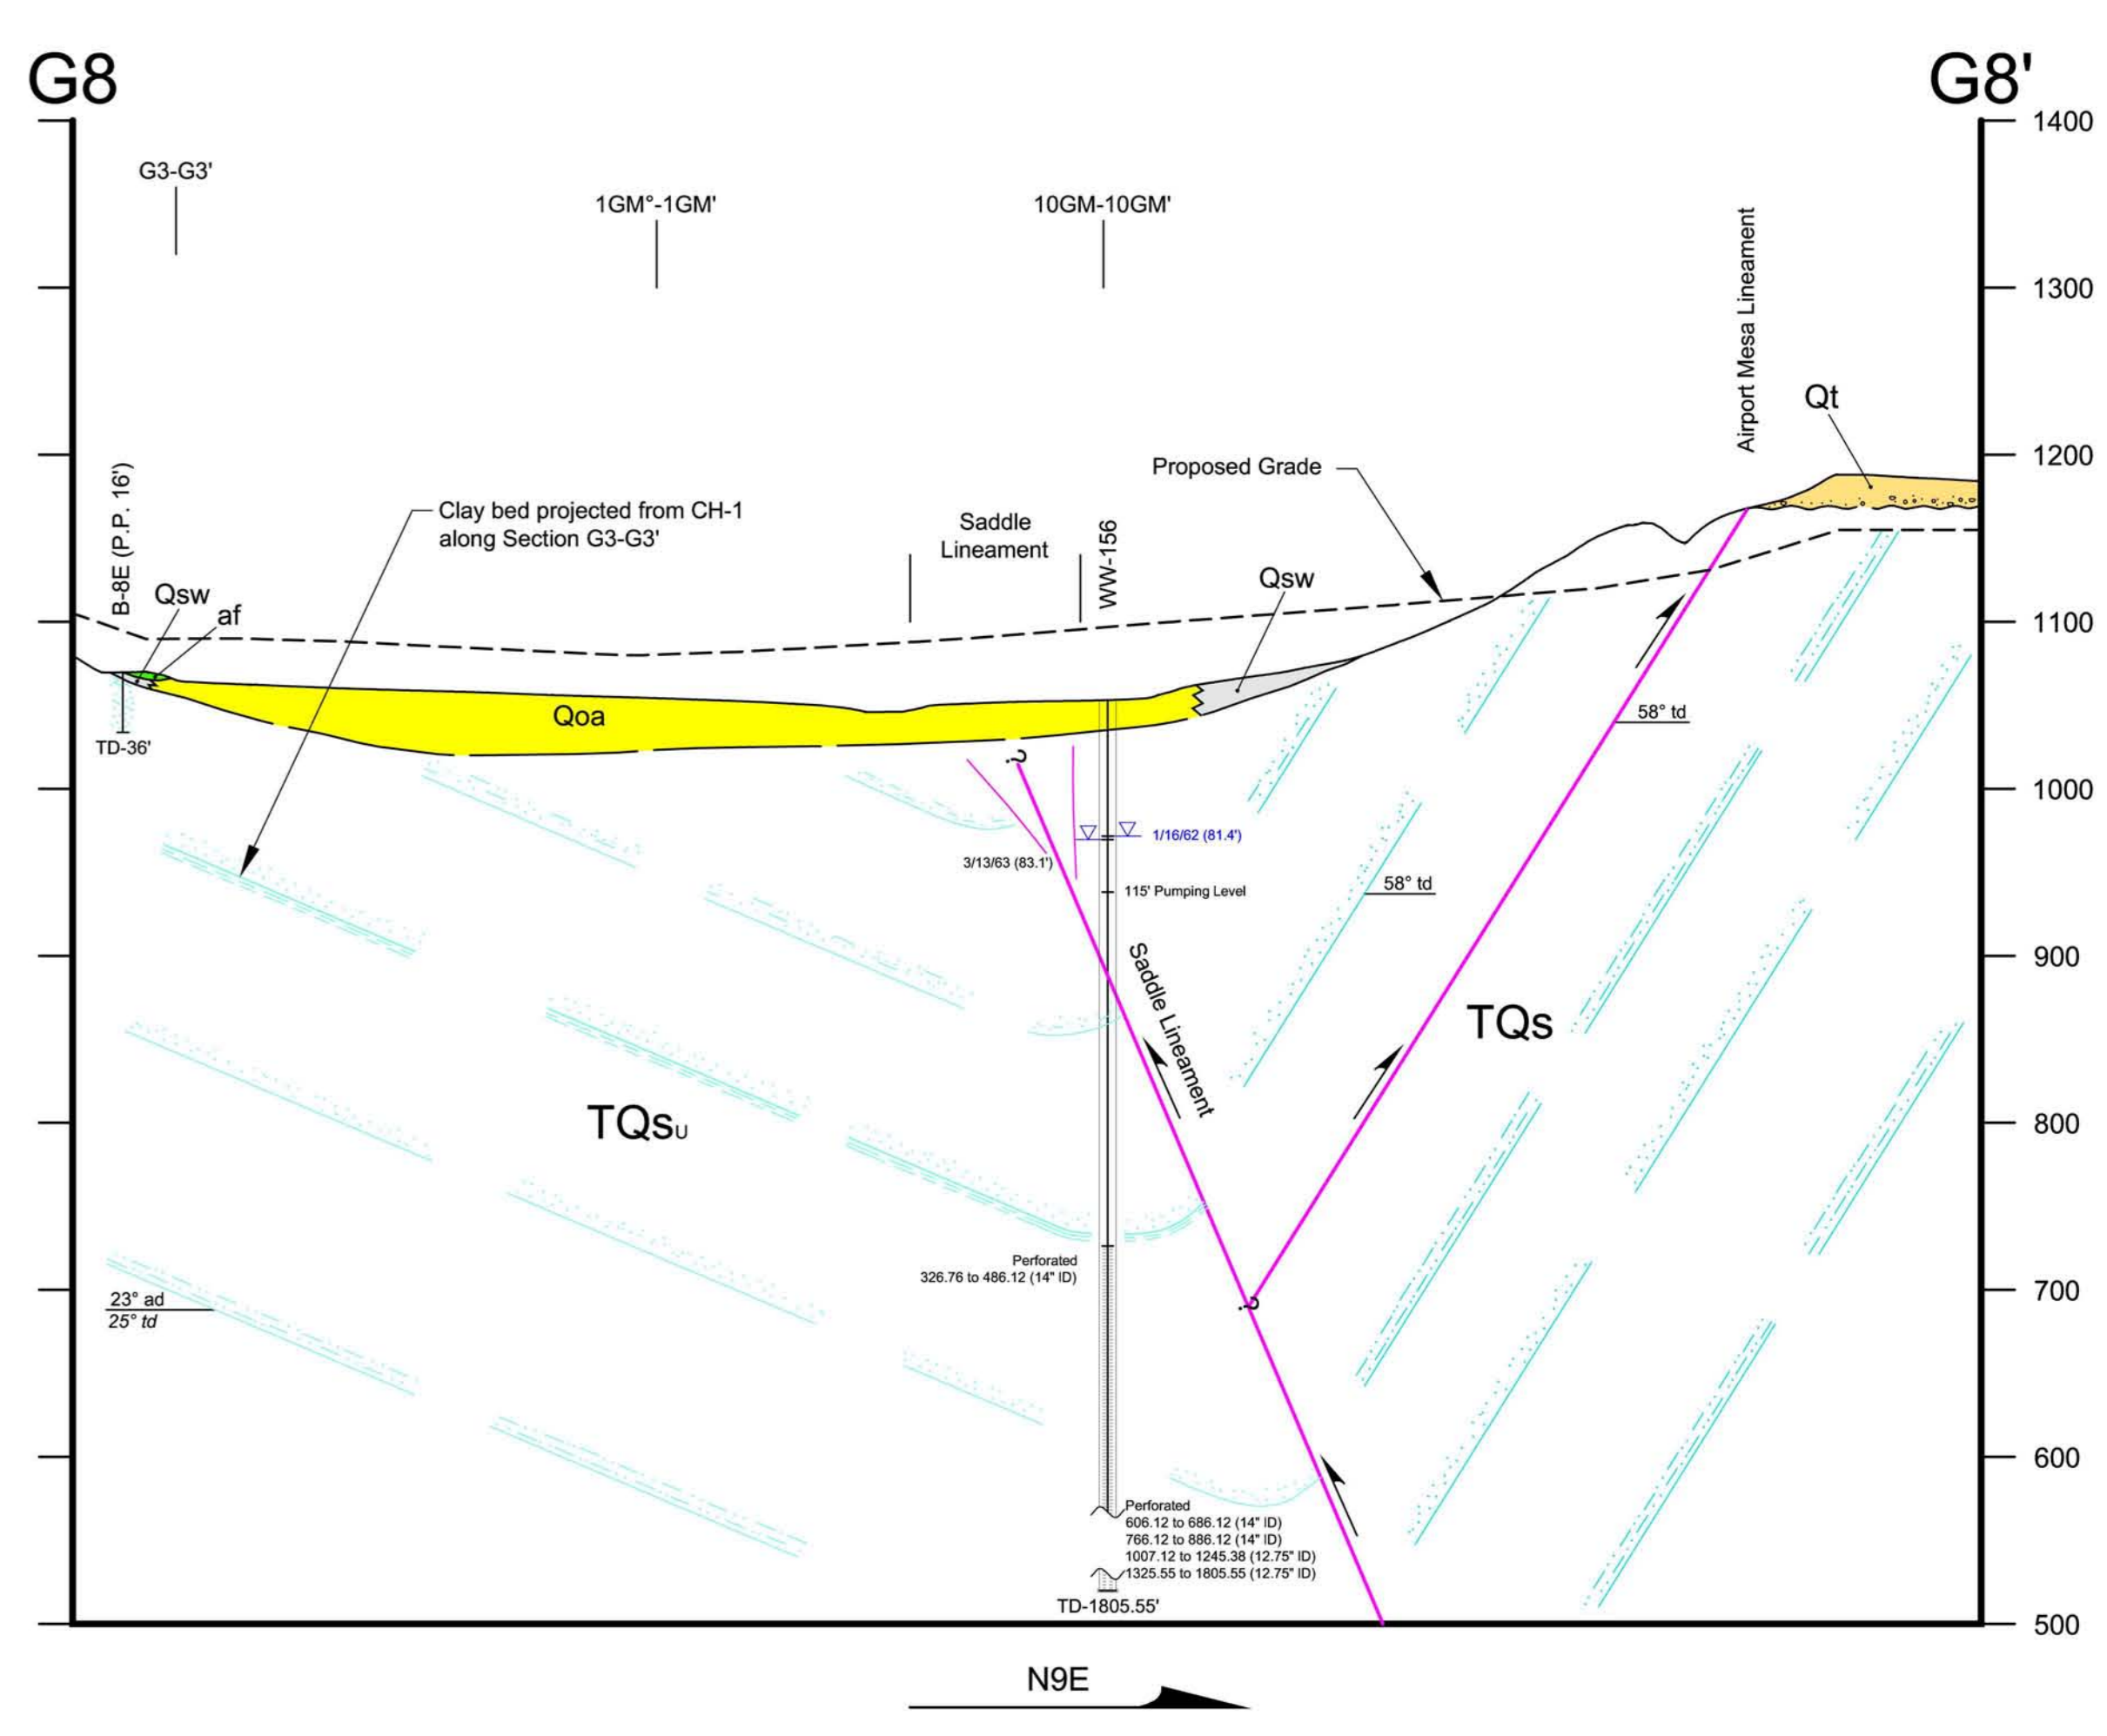 G8
G8'
1400
G3-G3'
1GM°-1GM'
10GM-10GM'
1300
Airport Mesa Lineament
Qt
1200
Proposed Grade
B-8E (P.P. 16')
Clay bed projected from CH-1
along Section G3-G3'
Saddle
Lineament
WW-156
Qsw
af
Qsw
1100
Qoa
58° td
TD-36'
?
1000
1/16/62 (81.4')
3/13/63 (83.1')
115' Pumping Level
58° td
900
Saddle Lineament
TQs
TQsU
800
Perforated
326.76 to 486.12 (14" ID)
700
?
23° ad
25° td
600
Perforated
606.12 to 686.12 (14" ID)
766.12 to 886.12 (14" ID)
1007.12 to 1245.38 (12.75" ID)
1325.55 to 1805.55 (12.75" ID)
TD-1805.55'
500
N9E